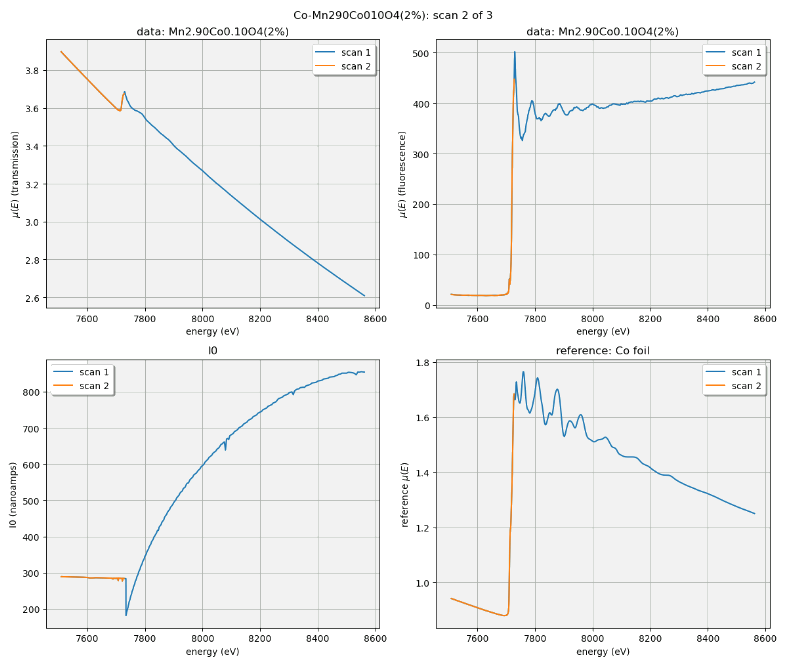 Co-Mn290Co010O4(2%): scan 2 of 3
data: Mn2.90Co0.10O4(2%)
μ(E) (transmission)
3.8
3.6
3.4
3.2
3.0
2.8
2.6
7600 7800 8000 8200 8400 8600
energy (eV)
scan 1
scan 2
data: Mn2.90Co0.10O4(2%)
μ(E) (fluorescence)
500
400
300
200
100
0
7600 7800 8000 8200 8400 8600
energy (eV)
scan 1
scan 2
I0
I0 (nanoamps)
800
700
600
500
400
300
200
7600 7800 8000 8200 8400 8600
energy (eV)
scan 1
scan 2
reference: Co foil
reference μ(E)
1.8
1.6
1.4
1.2
1.0
7600 7800 8000 8200 8400 8600
energy (eV)
scan 1
scan 2